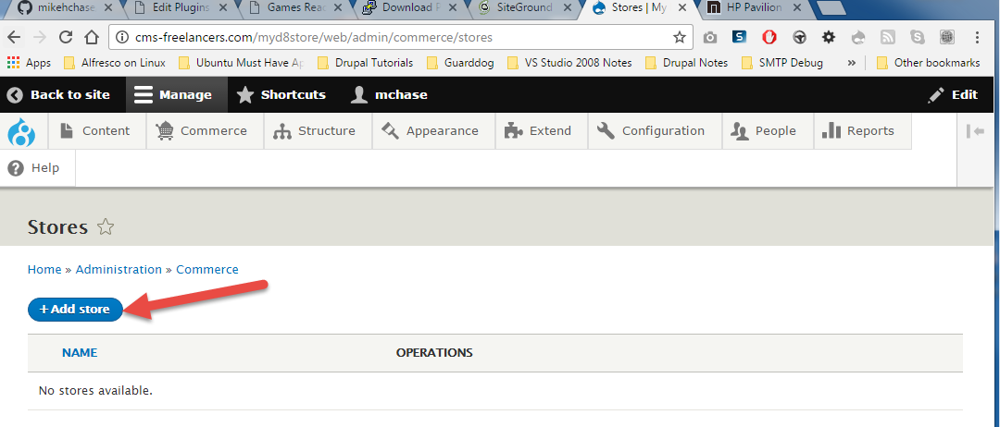 mikehchase Edit Plugins Games Read Download P SiteGround Stores | My HP Pavilion
cms-freelancers.com/myd8store/web/admin/commerce/stores
Apps Alfresco on Linux Ubuntu Must Have Ap Drupal Tutorials Guarddog VS Studio 2008 Notes Drupal Notes SMTP Debug » Other bookmarks
Back to site Manage Shortcuts mchase Edit
Content Commerce Structure Appearance Extend Configuration People Reports
Help
Stores
Home » Administration » Commerce
+ Add store
NAME OPERATIONS
No stores available.